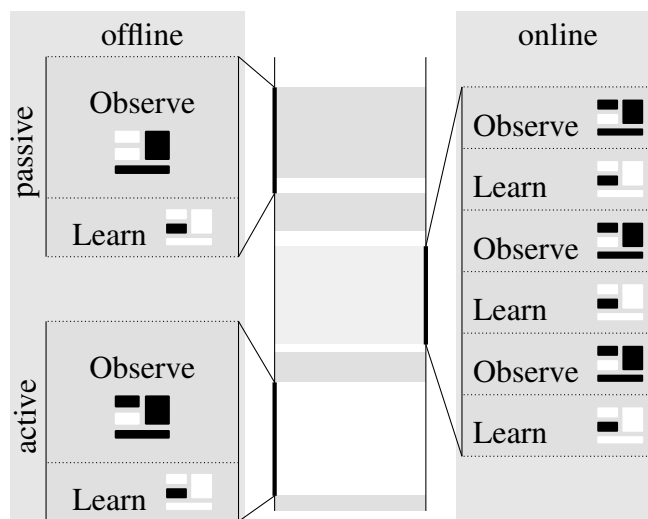 offline
passive
Observe
Learn
active
Observe
Learn
online
Observe
Learn
Observe
Learn
Observe
Learn